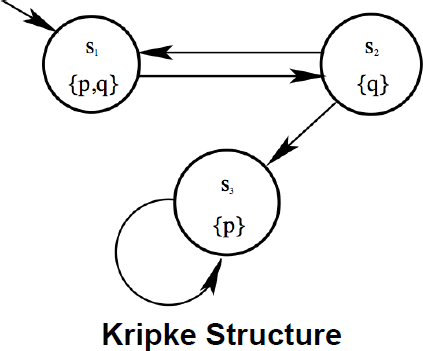 s₁
{p,q}
s₂
{q}
s₃
{p}
Kripke Structure